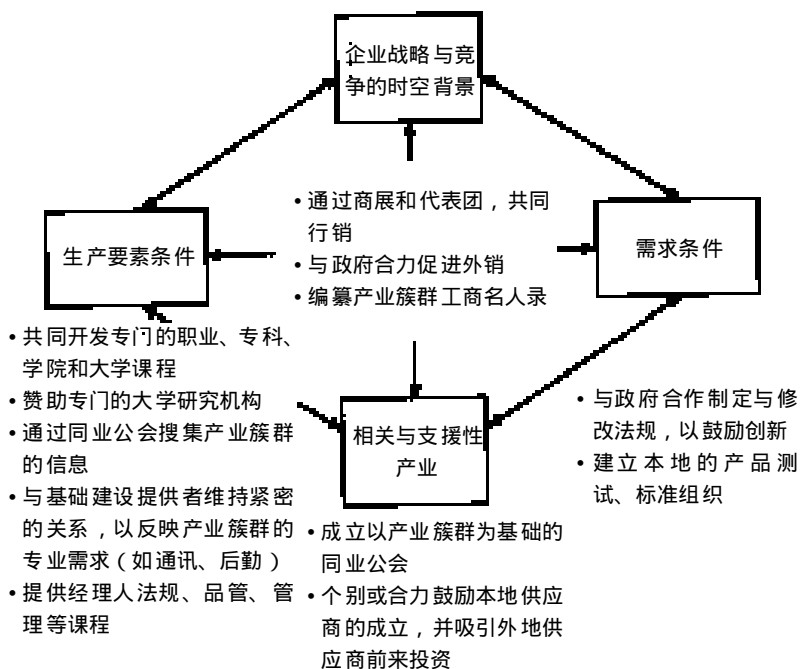 企业战略与竞
争的时空背景
• 通过商展和代表团，共同
行销
• 与政府合力促进外销
• 编纂产业簇群工商名人录
生产要素条件
需求条件
• 共同开发专门的职业、专科、
学院和大学课程
• 赞助专门的大学研究机构
• 通过同业公会搜集产业簇群
的信息
• 与基础建设提供者维持紧密
的关系，以反映产业簇群的
专业需求（如通讯、后勤）
• 提供经理人法规、品管、管
理等课程
相关与支援性
产业
• 成立以产业簇群为基础的
同业公会
• 个别或合力鼓励本地供应
商的成立，并吸引外地供
应商前来投资
• 与政府合作制定与修
改法规，以鼓励创新
• 建立本地的产品测
试、标准组织